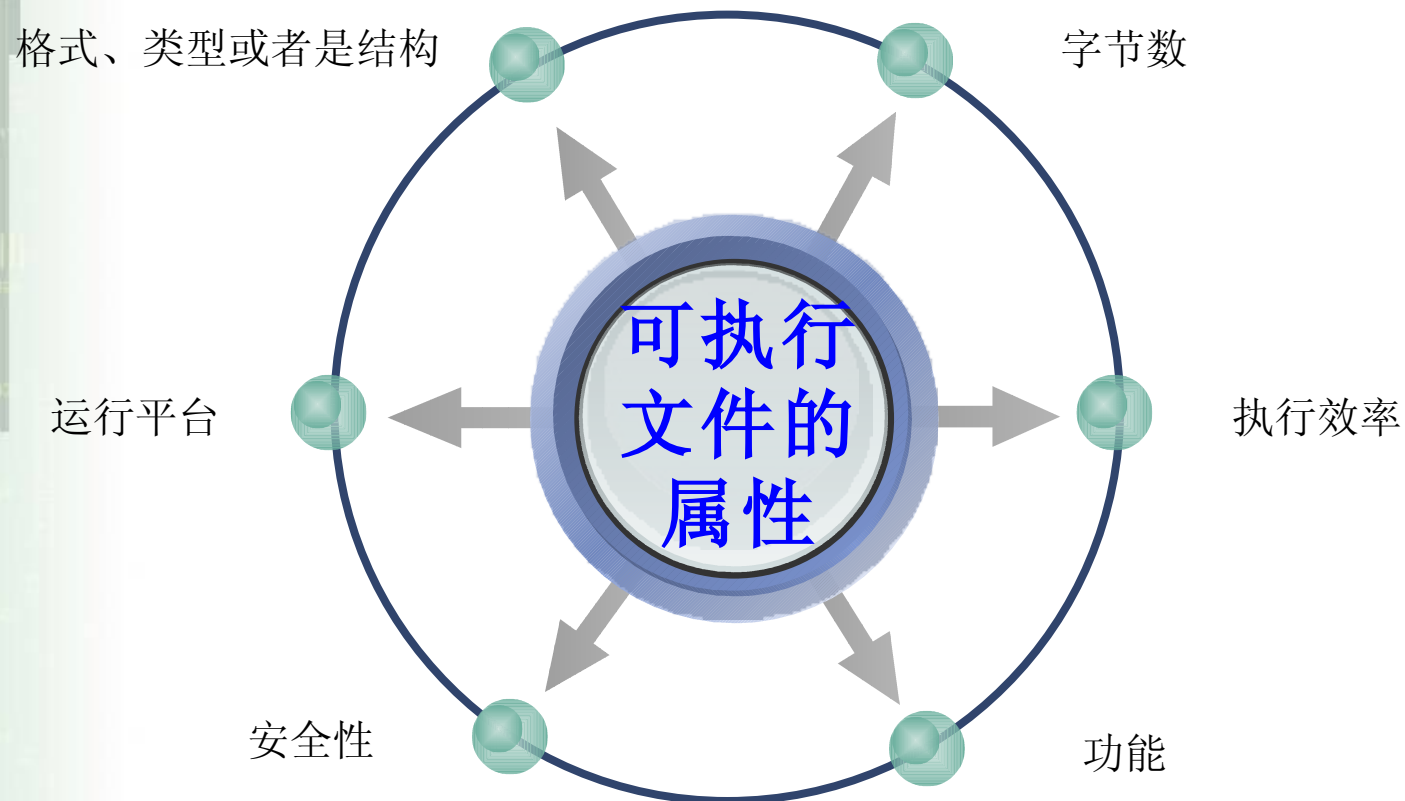 格式、类型或者是结构
字节数
可执行
文件的
属性
运行平台
执行效率
安全性
功能